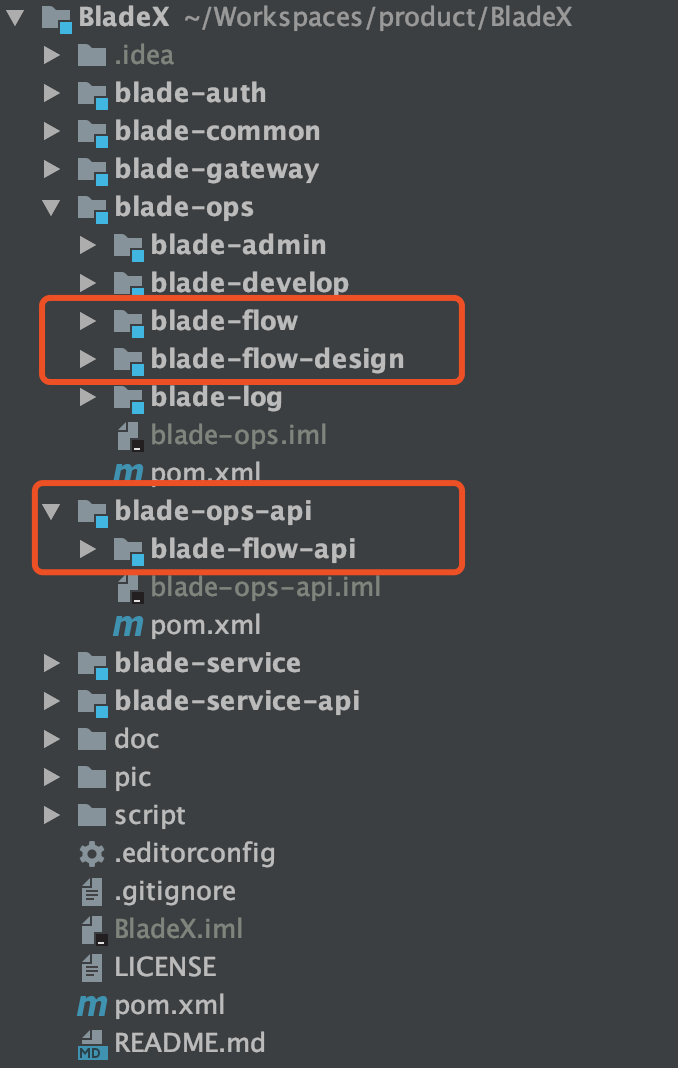 BladeX ~/Workspaces/product/BladeX
.idea
blade-auth
blade-common
blade-gateway
blade-ops
blade-admin
blade-develop
blade-flow
blade-flow-design
blade-log
blade-ops.iml
m pom.xml
blade-ops-api
blade-flow-api
blade-ops-api.iml
m pom.xml
blade-service
blade-service-api
doc
pic
script
.editorconfig
.gitignore
BladeX.iml
LICENSE
m pom.xml
MD README.md